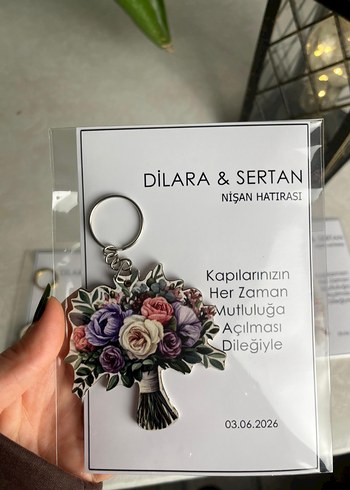 DİLARA & SERTAN
NİŞAN HATIRASI
Kapılarınızın
Her Zaman
Mutluluğa
Açılması
Dileğiyle
03.06.2026